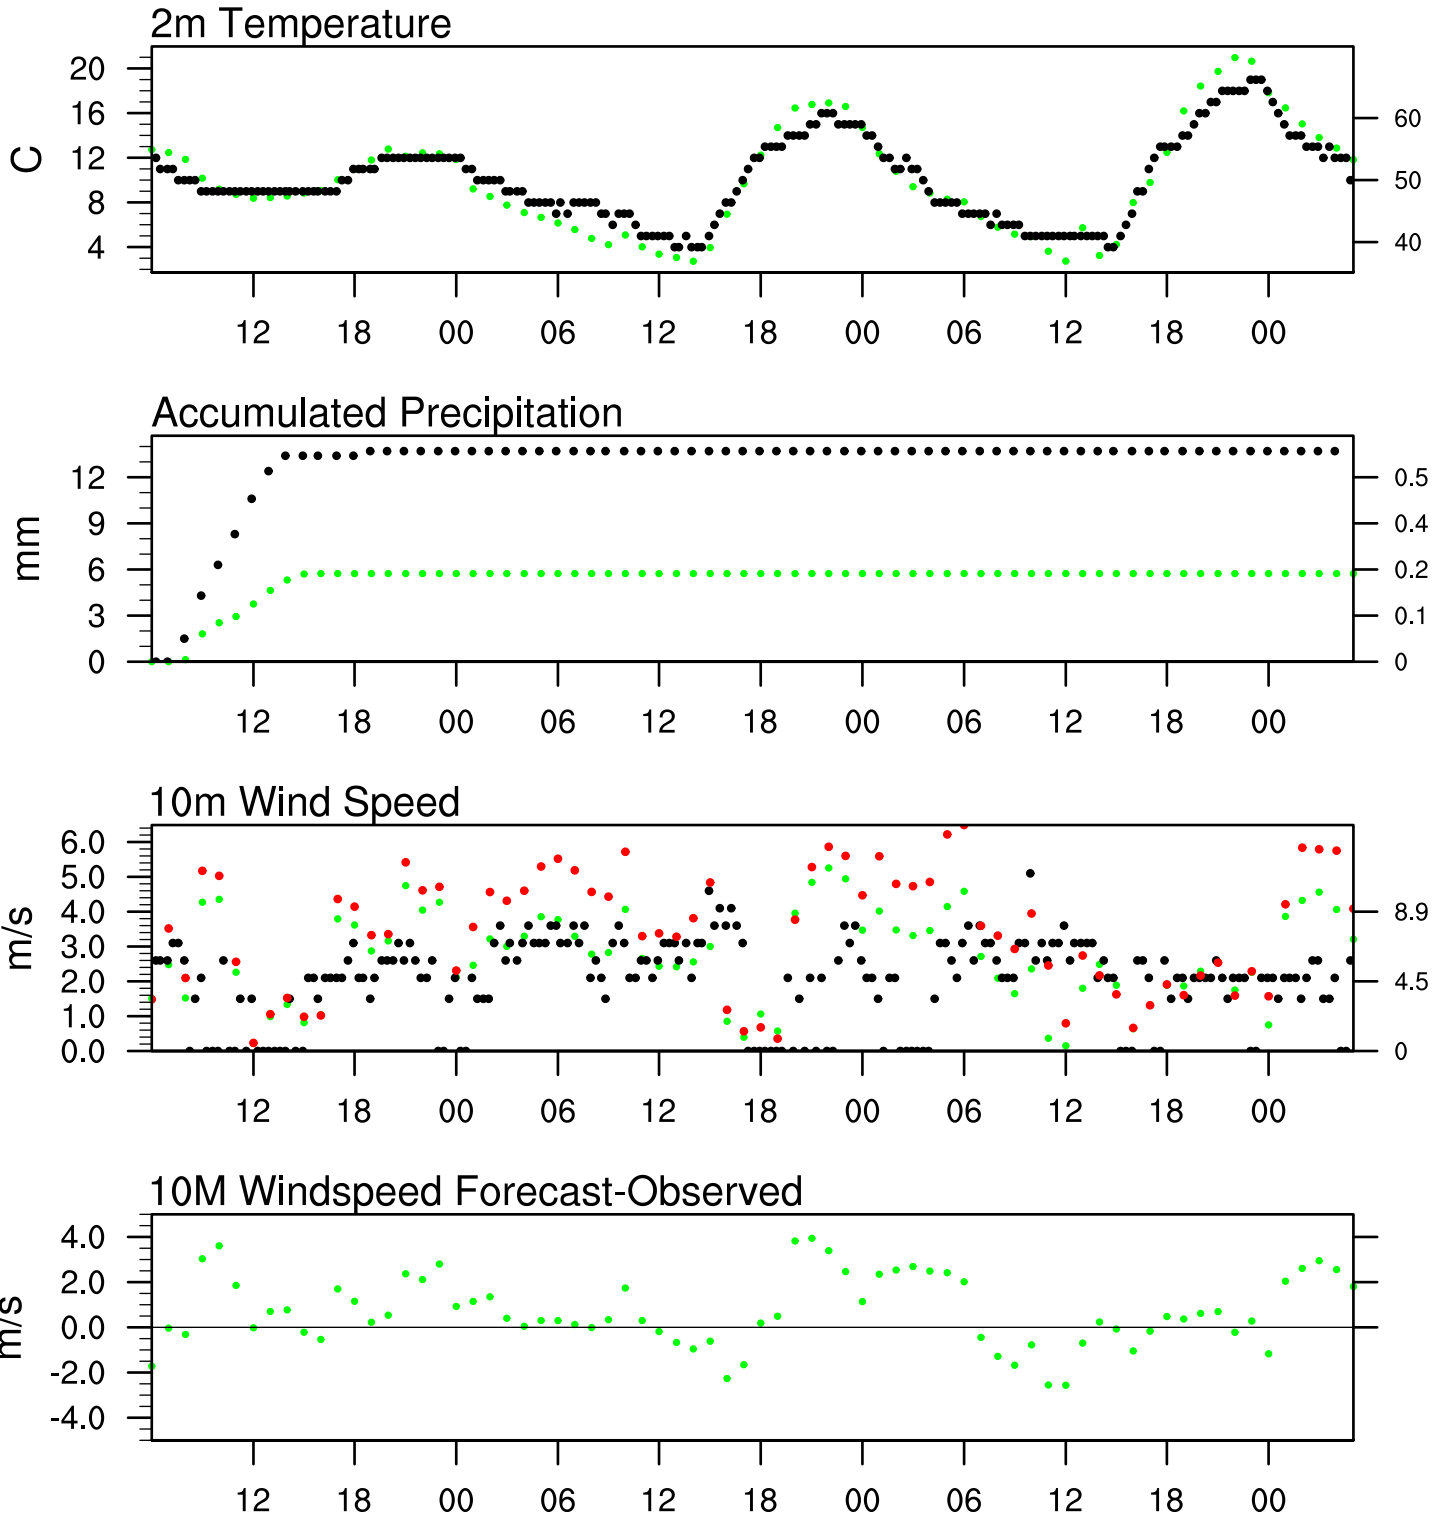 2m Temperature
C
20
16
12
8
4
60
50
40
12 18 00 06 12 18 00 06 12 18 00
Accumulated Precipitation
mm
12
9
6
3
0
0.5
0.4
0.2
0.1
0
12 18 00 06 12 18 00 06 12 18 00
10m Wind Speed
m/s
6.0
5.0
4.0
3.0
2.0
1.0
0.0
8.9
4.5
0
12 18 00 06 12 18 00 06 12 18 00
10M Windspeed Forecast-Observed
m/s
4.0
2.0
0.0
-2.0
-4.0
12 18 00 06 12 18 00 06 12 18 00